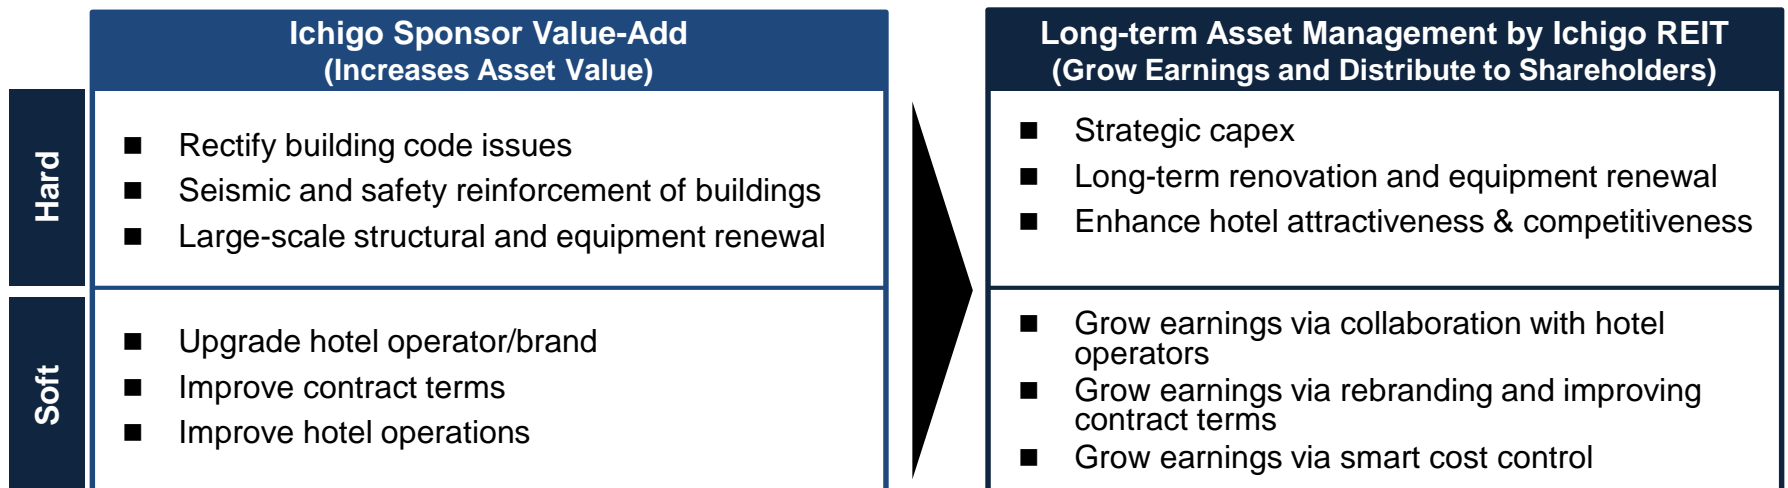 Ichigo Sponsor Value-Add
(Increases Asset Value)
Long-term Asset Management by Ichigo REIT
(Grow Earnings and Distribute to Shareholders)
Hard
■ Rectify building code issues
■ Seismic and safety reinforcement of buildings
■ Large-scale structural and equipment renewal
■ Strategic capex
■ Long-term renovation and equipment renewal
■ Enhance hotel attractiveness & competitiveness
Soft
■ Upgrade hotel operator/brand
■ Improve contract terms
■ Improve hotel operations
■ Grow earnings via collaboration with hotel
operators
■ Grow earnings via rebranding and improving
contract terms
■ Grow earnings via smart cost control